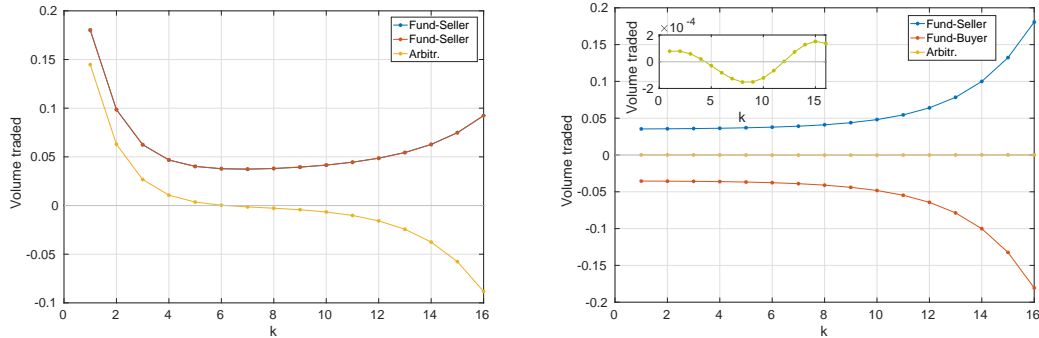 0.2
0.15
0.1
0.05
0
-0.05
-0.1
0 2 4 6 8 10 12 14 16
k
Volume traded
Fund-Seller
Fund-Seller
Arbitr.
0.2
0.15
0.1
0.05
0
-0.05
-0.1
-0.15
-0.2
0 2 4 6 8 10 12 14 16
k
Volume traded
Fund-Seller
Fund-Buyer
Arbitr.
2 × 10⁻⁴
0
-2
0 5 10 15
k
Volume traded